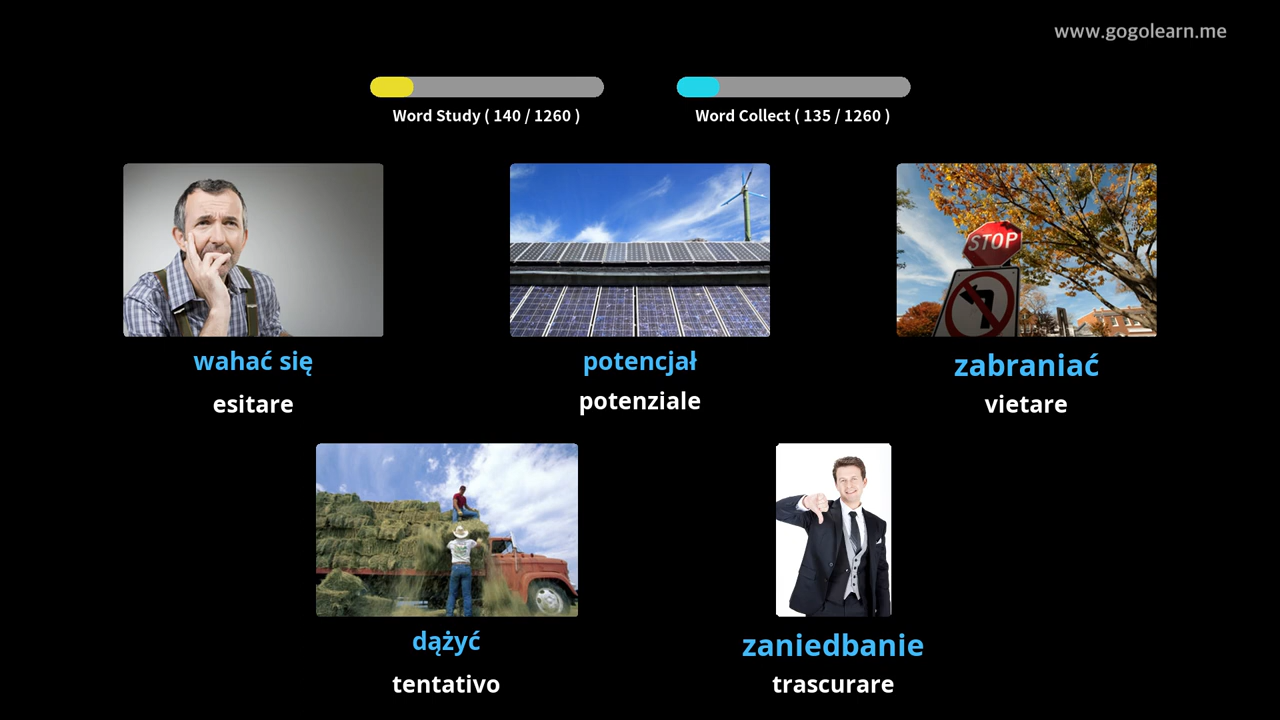 www.gogolearn.me
Word Study ( 140 / 1260 )
Word Collect ( 135 / 1260 )
STOP
wahać się
potencjał
zabraniać
esitare
potenziale
vietare
dążyć
zaniedbanie
tentativo
trascurare